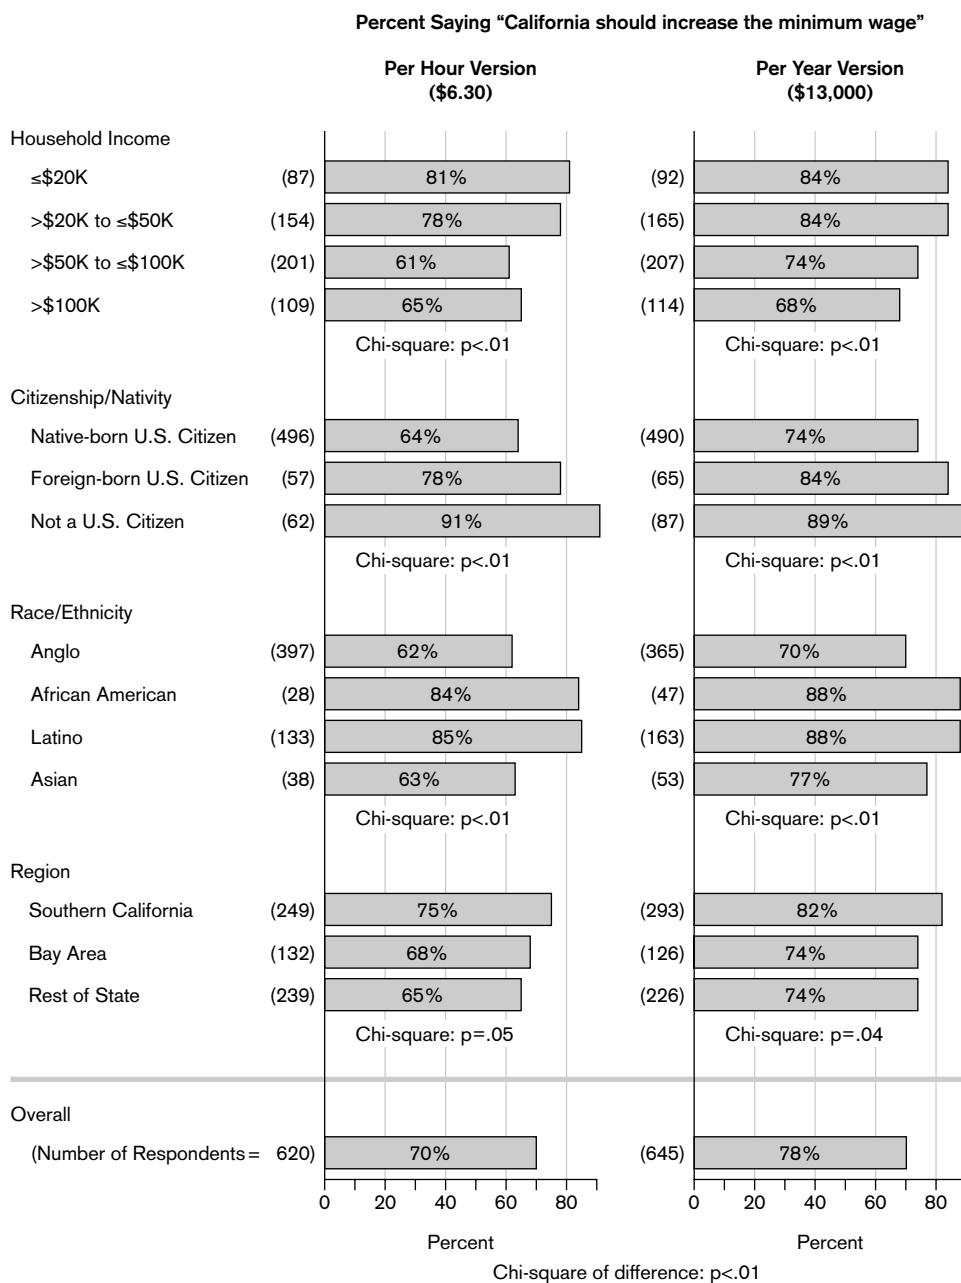 Percent Saying “California should increase the minimum wage”
Per Hour Version Per Year Version
($6.30) ($13,000)
Household Income
≤$20K (87) 81% (92) 84%
>$20K to ≤$50K (154) 78% (165) 84%
>$50K to ≤$100K (201) 61% (207) 74%
>$100K (109) 65% (114) 68%
Chi-square: p<.01 Chi-square: p<.01
Citizenship/Nativity
Native-born U.S. Citizen (496) 64% (490) 74%
Foreign-born U.S. Citizen (57) 78% (65) 84%
Not a U.S. Citizen (62) 91% (87) 89%
Chi-square: p<.01 Chi-square: p<.01
Race/Ethnicity
Anglo (397) 62% (365) 70%
African American (28) 84% (47) 88%
Latino (133) 85% (163) 88%
Asian (38) 63% (53) 77%
Chi-square: p<.01 Chi-square: p<.01
Region
Southern California (249) 75% (293) 82%
Bay Area (132) 68% (126) 74%
Rest of State (239) 65% (226) 74%
Chi-square: p=.05 Chi-square: p=.04
Overall
(Number of Respondents= 620) 70% (645) 78%
0 20 40 60 80 0 20 40 60 80
Percent Percent
Chi-square of difference: p<.01